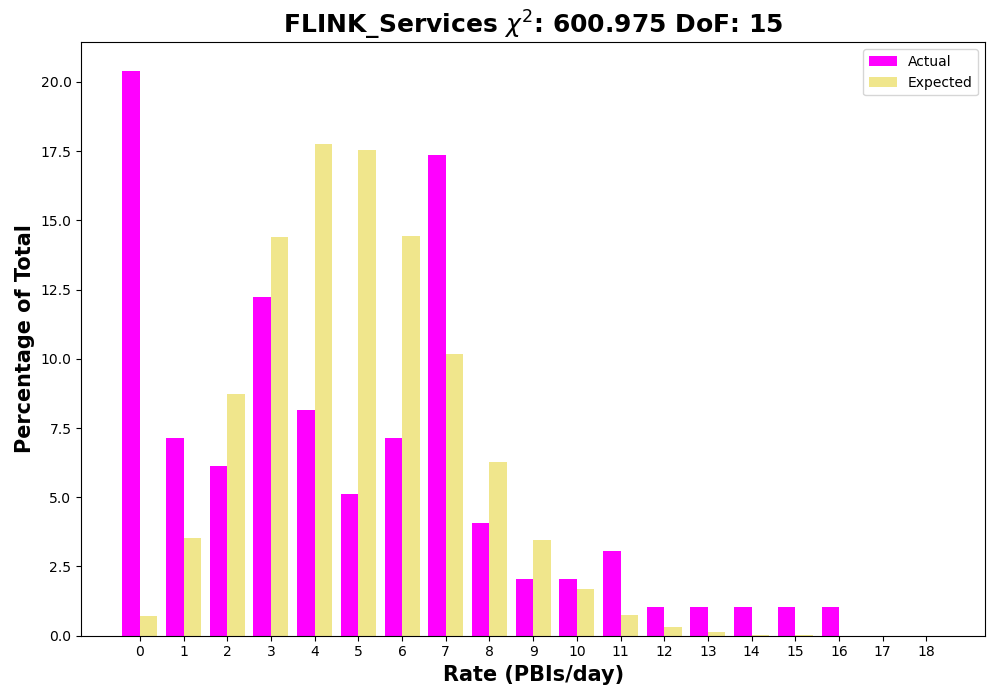 FLINK_Services χ²: 600.975 DoF: 15
Actual
Expected
Percentage of Total
20.0
17.5
15.0
12.5
10.0
7.5
5.0
2.5
0.0
0 1 2 3 4 5 6 7 8 9 10 11 12 13 14 15 16 17 18
Rate (PBIs/day)